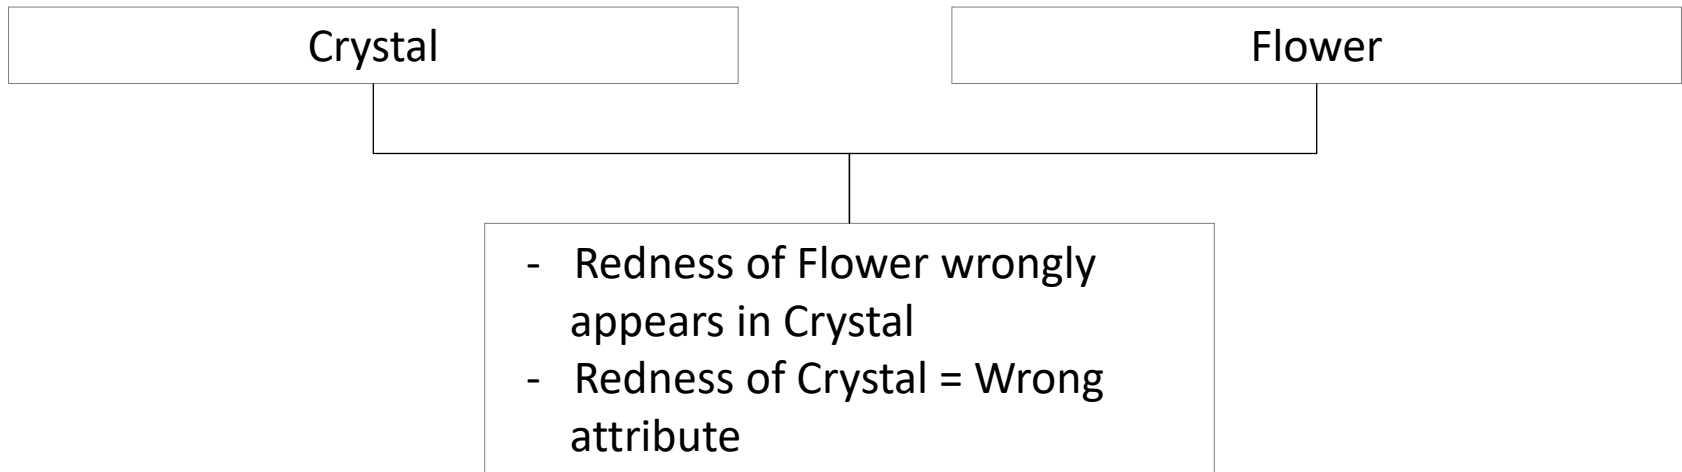 Crystal
Flower
- Redness of Flower wrongly
appears in Crystal
- Redness of Crystal = Wrong
attribute